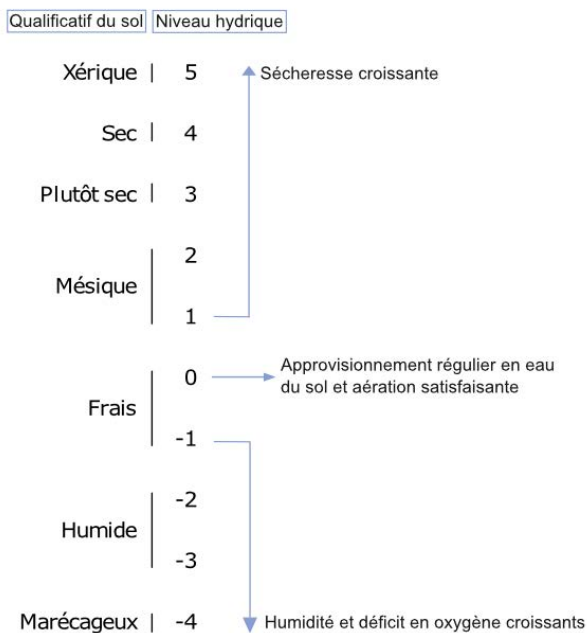 Qualificatif du sol Niveau hydrique
Xérique 5 Sécheresse croissante
Sec 4
Plutôt sec 3
2
Mésique
1
0 Approvisionnement régulier en eau
du sol et aération satisfaisante
Frais
-1
-2
Humide
-3
Marécageux -4 Humidité et déficit en oxygène croissants